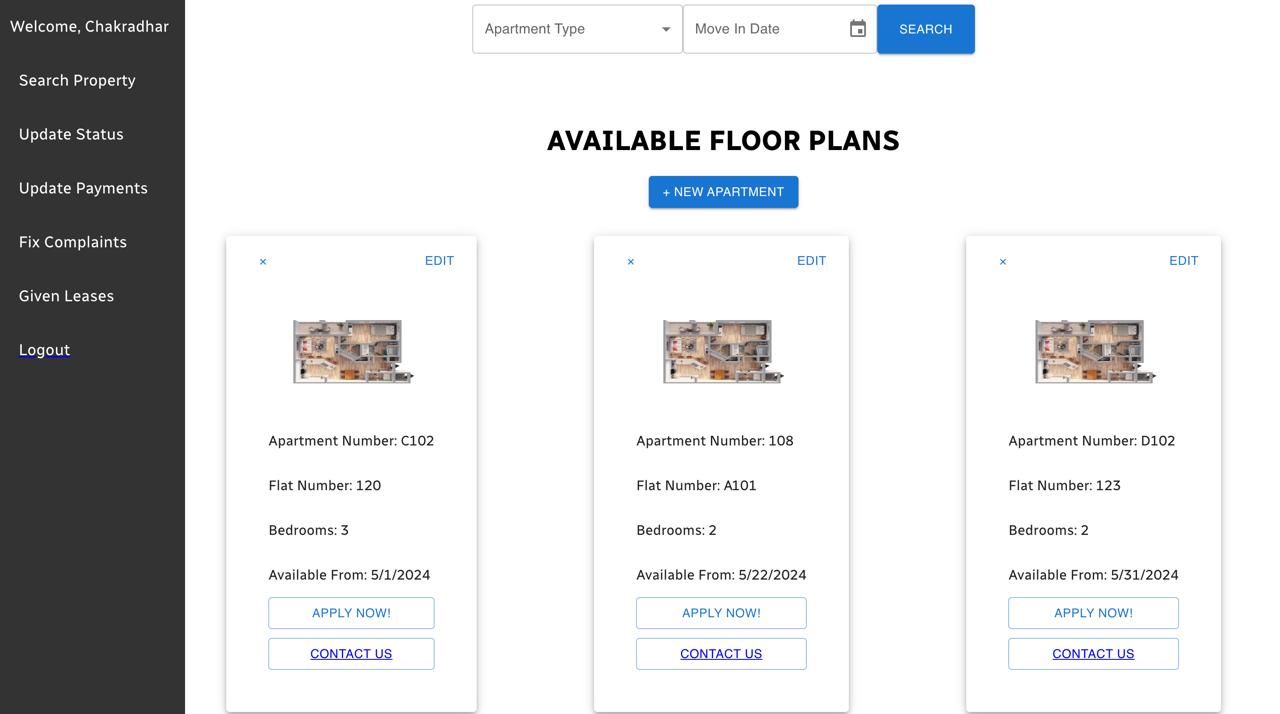 Welcome, Chakradhar
Search Property
Update Status
Update Payments
Fix Complaints
Given Leases
Logout
Apartment Type
Move In Date
SEARCH
AVAILABLE FLOOR PLANS
+ NEW APARTMENT
×
EDIT
Apartment Number: C102
Flat Number: 120
Bedrooms: 3
Available From: 5/1/2024
APPLY NOW!
CONTACT US
×
EDIT
Apartment Number: 108
Flat Number: A101
Bedrooms: 2
Available From: 5/22/2024
APPLY NOW!
CONTACT US
×
EDIT
Apartment Number: D102
Flat Number: 123
Bedrooms: 2
Available From: 5/31/2024
APPLY NOW!
CONTACT US